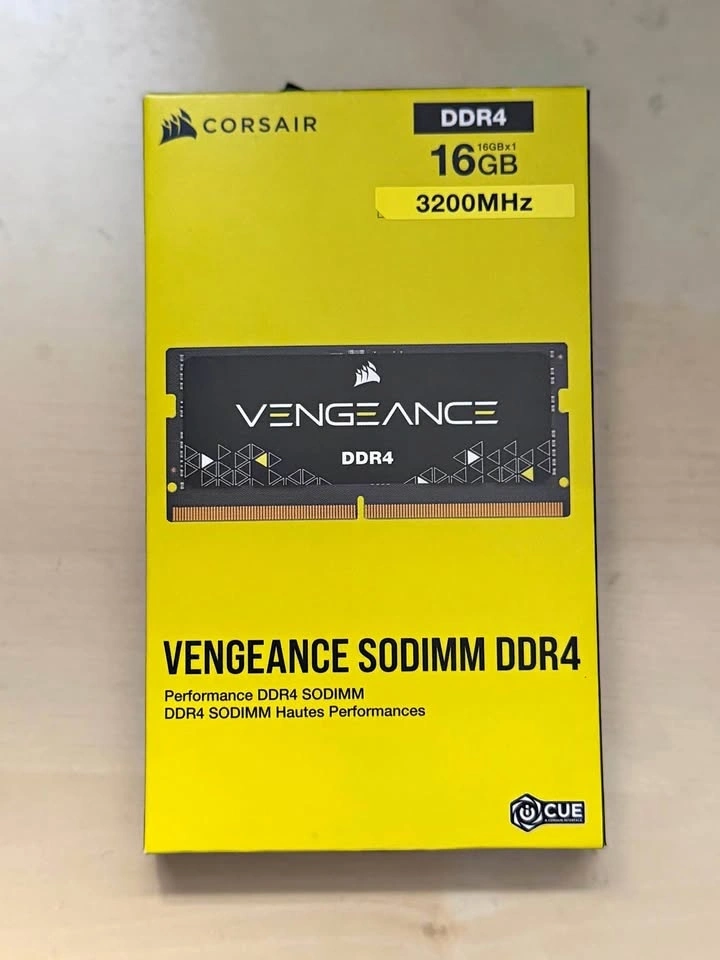 CORSAIR
DDR4
16GB
16GBx1
3200MHz
VENGEANCE
DDR4
VENGEANCE SODIMM DDR4
Performance DDR4 SODIMM
DDR4 SODIMM Hautes Performances
iCUE